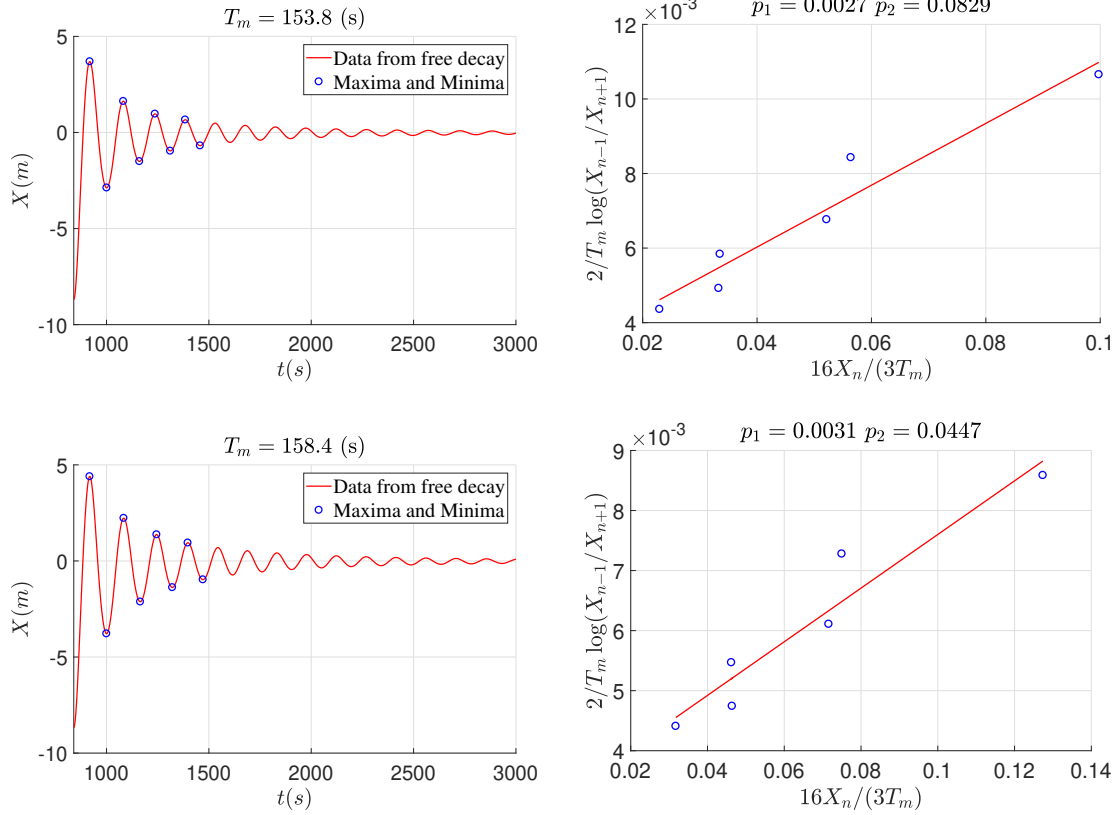 T_m = 153.8 (s)
5
0
-5
-10
X(m)
1000
1500
2000
2500
3000
t(s)
Data from free decay
Maxima and Minima
p_1 = 0.0027 p_2 = 0.0829
×10^-3
12
10
8
6
4
2/T_m log(X_{n-1}/X_{n+1})
0.02
0.04
0.06
0.08
0.1
16X_n/(3T_m)
T_m = 158.4 (s)
5
0
-5
-10
X(m)
1000
1500
2000
2500
3000
t(s)
Data from free decay
Maxima and Minima
p_1 = 0.0031 p_2 = 0.0447
×10^-3
9
8
7
6
5
4
2/T_m log(X_{n-1}/X_{n+1})
0.02
0.04
0.06
0.08
0.1
0.12
0.14
16X_n/(3T_m)